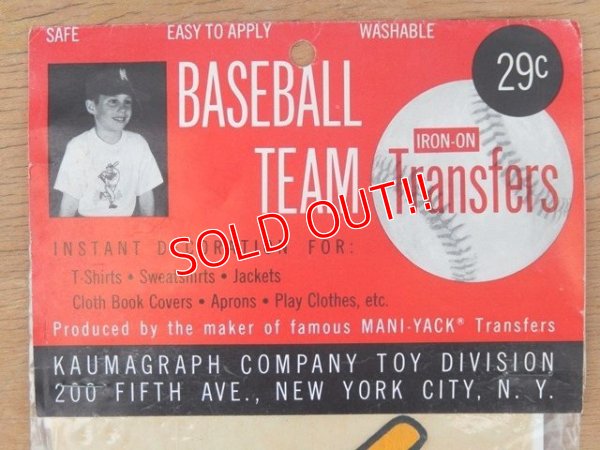 SAFE EASY TO APPLY WASHABLE
29¢
BASEBALL
TEAM
IRON-ON
Transfers
SOLD OUT!!
INSTANT DECORATION FOR:
T-Shirts • Sweatshirts • Jackets
Cloth Book Covers • Aprons • Play Clothes, etc.
Produced by the maker of famous MANI-YACK® Transfers
KAUMAGRAPH COMPANY TOY DIVISION
200 FIFTH AVE., NEW YORK CITY, N. Y.